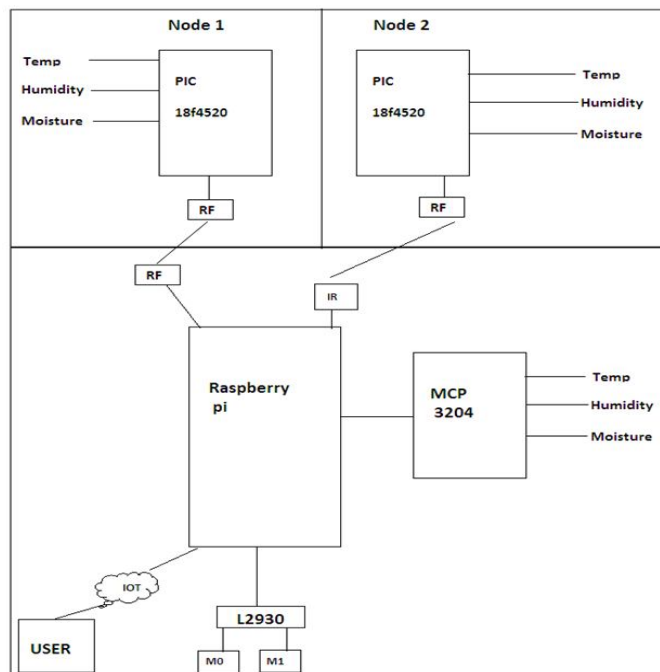 Node 1
Temp
Humidity
Moisture
PIC
18f4520
RF
Node 2
PIC
18f4520
Temp
Humidity
Moisture
RF
RF
IR
Raspberry
pi
MCP
3204
Temp
Humidity
Moisture
IOT
USER
L2930
M0
M1